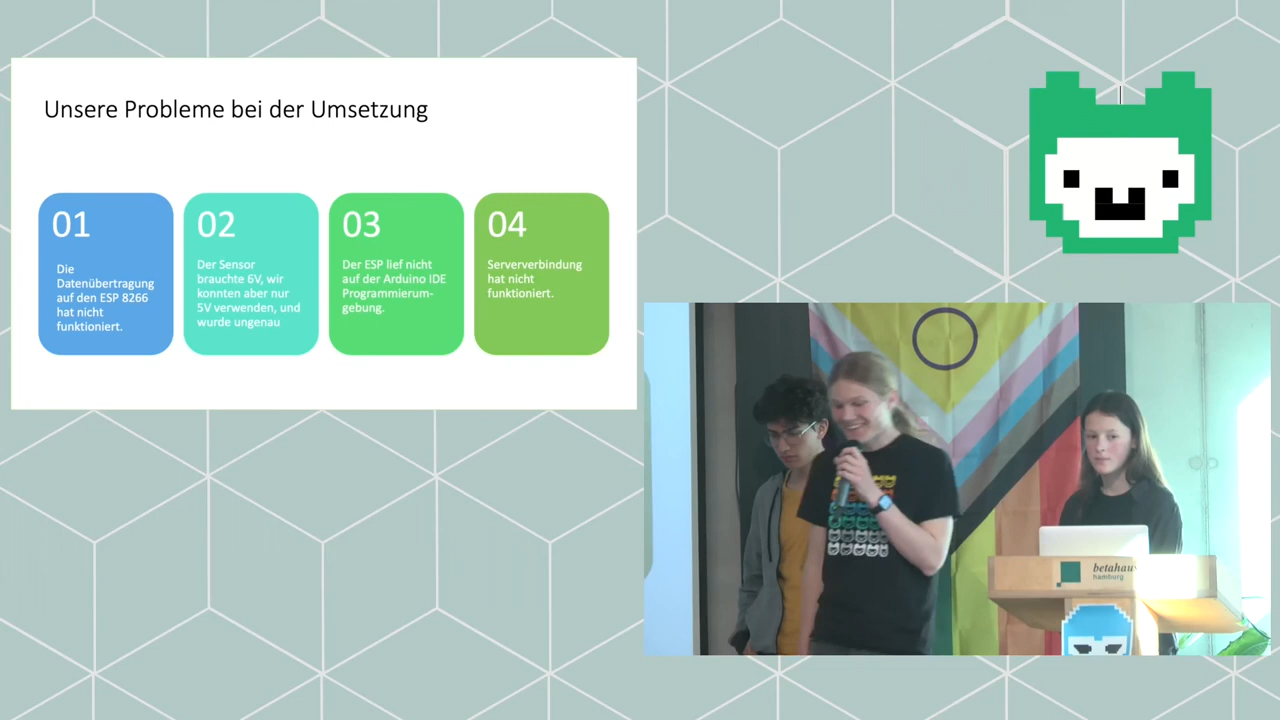 Unsere Probleme bei der Umsetzung
01
Die
Datenübertragung
auf den ESP 8266
hat nicht
funktioniert.
02
Der Sensor
brauchte 6V, wir
konnten aber nur
5V verwenden, und
wurde ungenau
03
Der ESP lief nicht
auf der Arduino IDE
Programmierum-
gebung.
04
Serververbindung
hat nicht
funktioniert.
hamburg